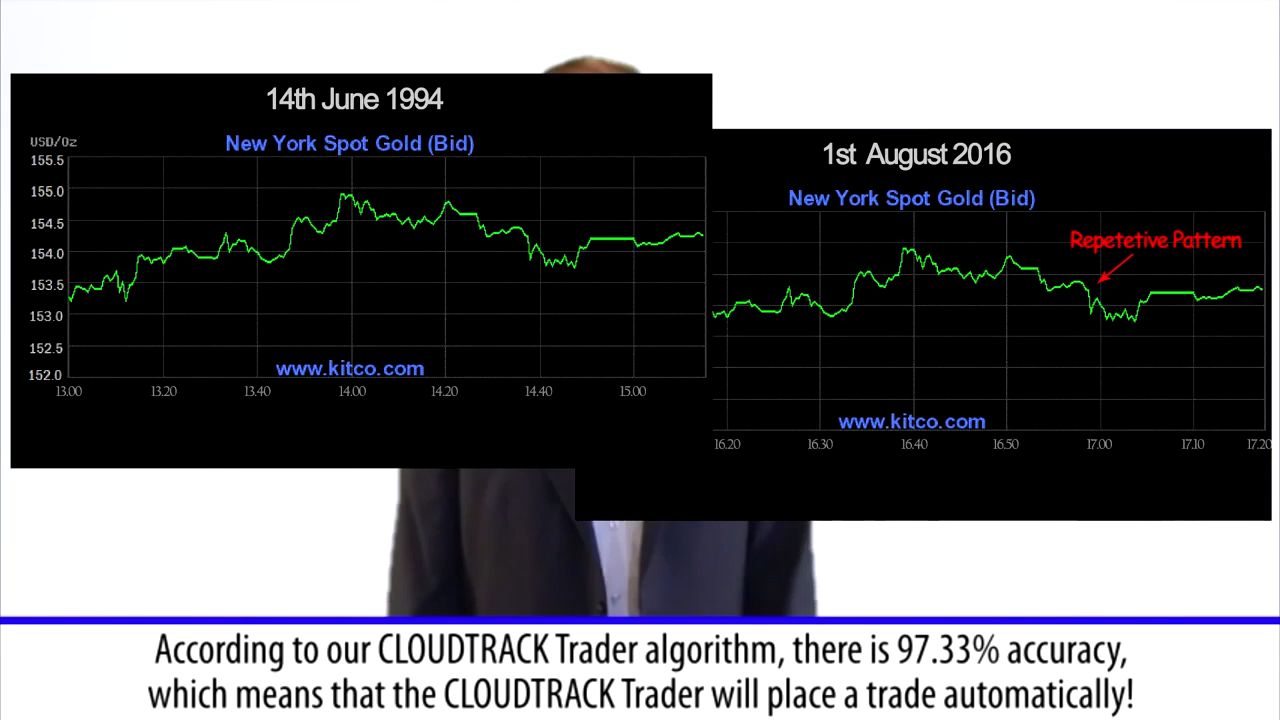 14th June 1994
USD/Oz
New York Spot Gold (Bid)
155.5
155.0
154.5
154.0
153.5
153.0
152.5
152.0
www.kitco.com
13.00 13.20 13.40 14.00 14.20 14.40 15.00
1st August 2016
New York Spot Gold (Bid)
Repetetive Pattern
www.kitco.com
16.20 16.30 16.40 16.50 17.00 17.10 17.20
According to our CLOUDTRACK Trader algorithm, there is 97.33% accuracy,
which means that the CLOUDTRACK Trader will place a trade automatically!